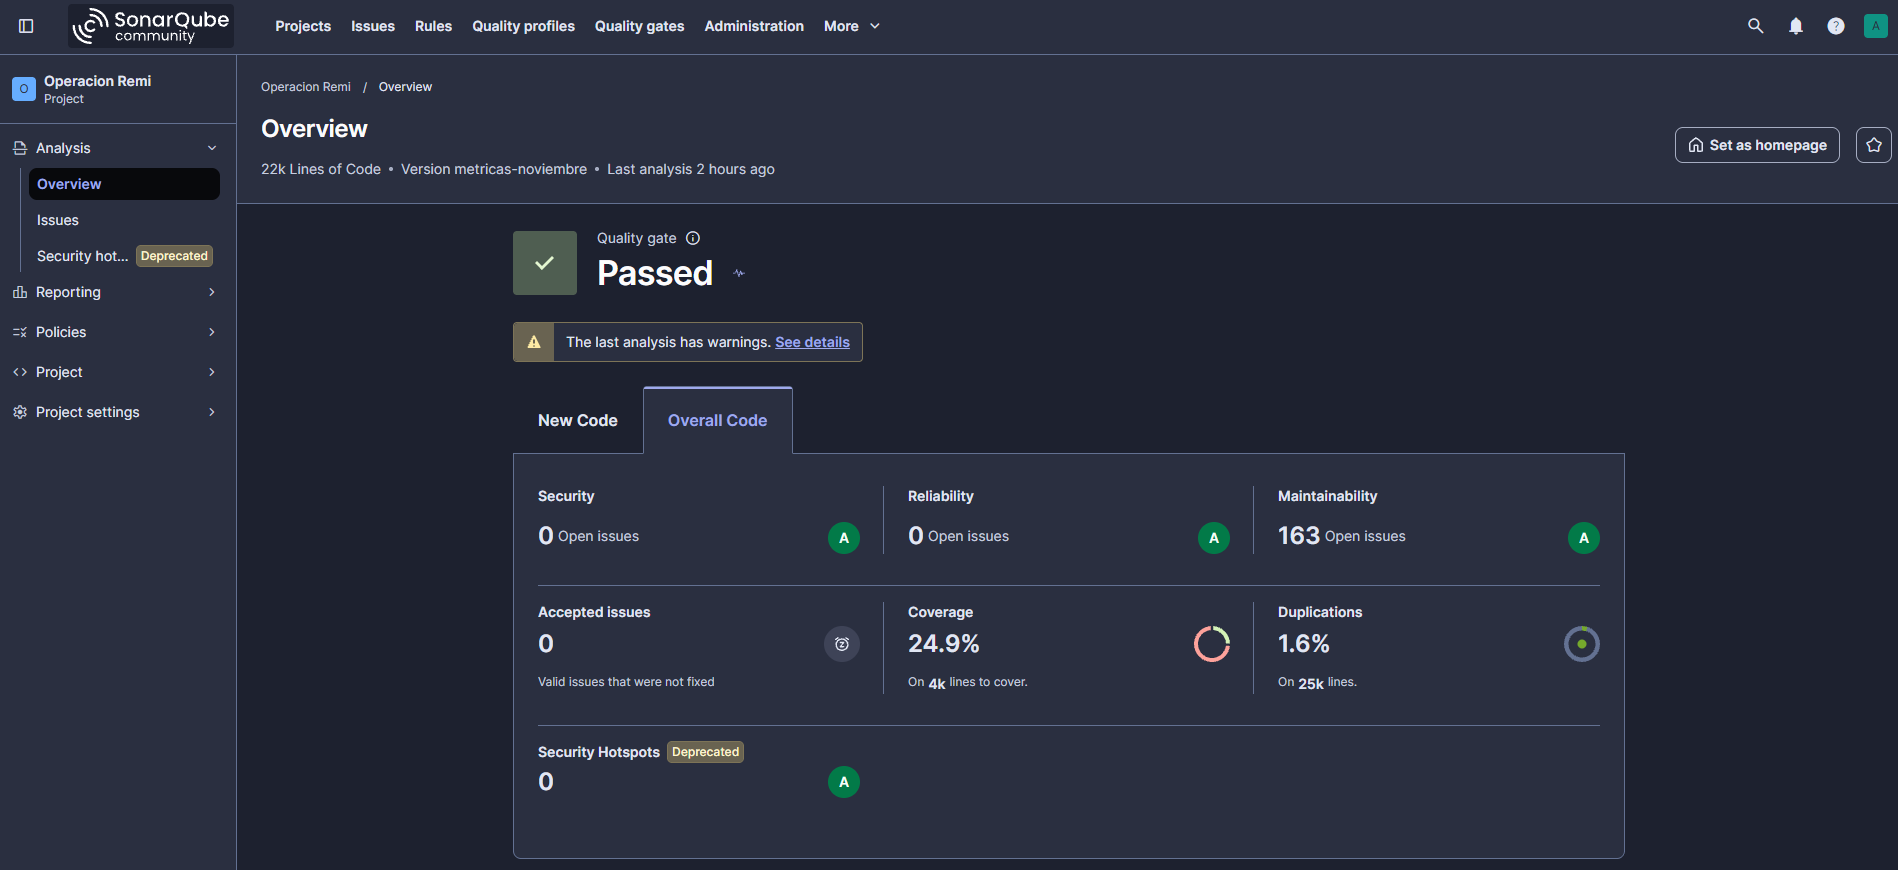 SonarQube community
Projects Issues Rules Quality profiles Quality gates Administration More
? A
O Operacion Remi
Project
Analysis
Overview
Issues
Security hot... Deprecated
Reporting
Policies
Project
Project settings
Operacion Remi / Overview
Overview
22k Lines of Code • Version metricas-noviembre • Last analysis 2 hours ago
Set as homepage
Quality gate
Passed
The last analysis has warnings. See details
New Code Overall Code
Security
0 Open issues A
Reliability
0 Open issues A
Maintainability
163 Open issues A
Accepted issues
0
Valid issues that were not fixed
Coverage
24.9%
On 4k lines to cover.
Duplications
1.6%
On 25k lines.
Security Hotspots Deprecated
0 A